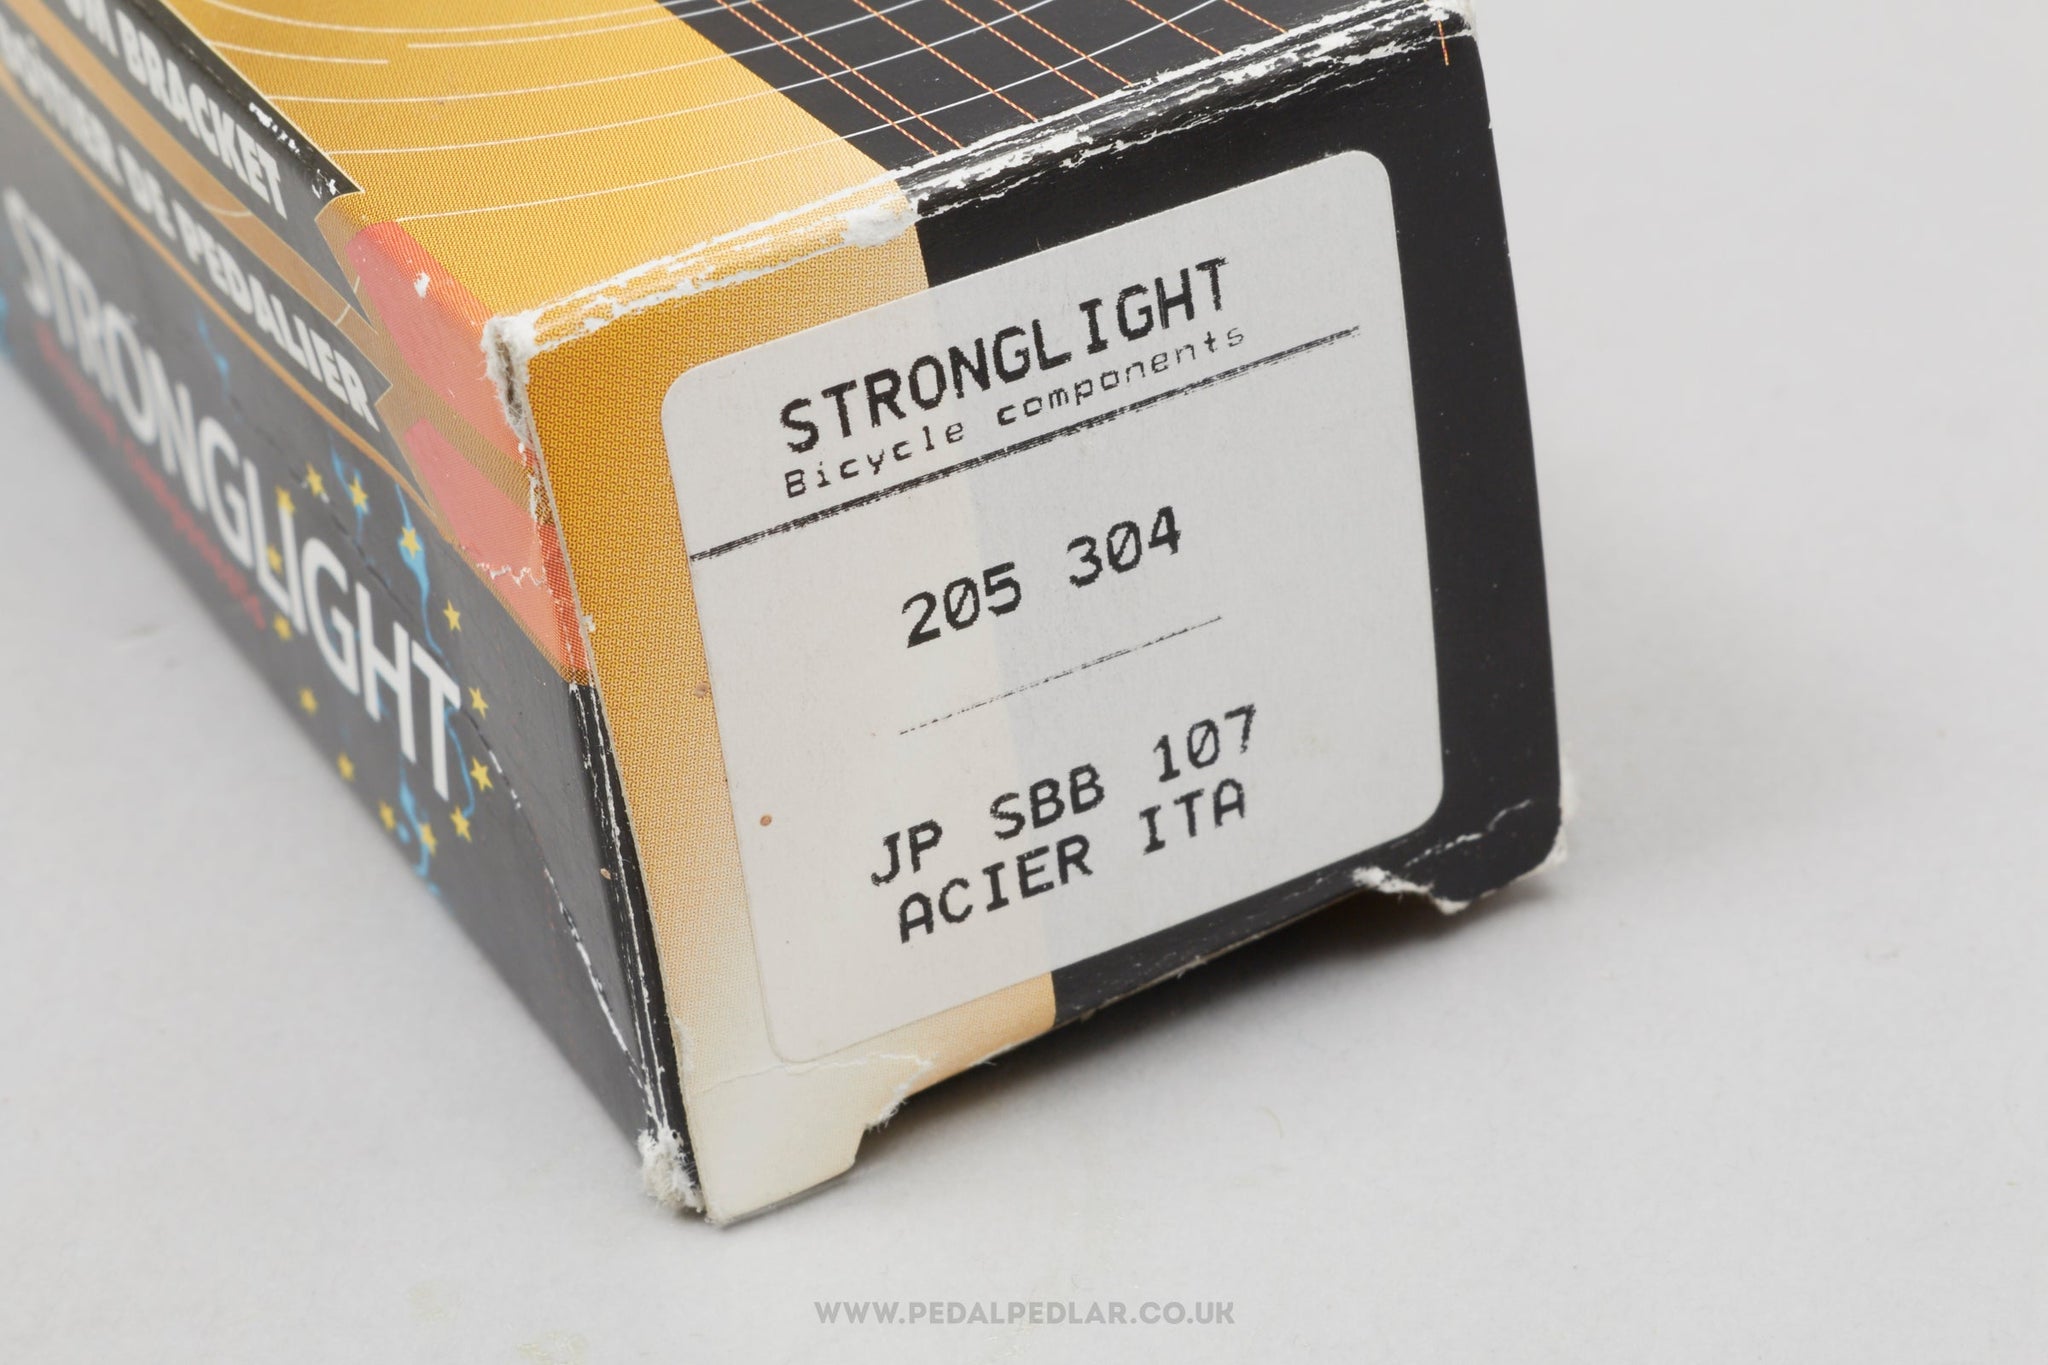 BRACKET
BOITIER DE PEDALIER
STRONGLIGHT
STRONGLIGHT
Bicycle components
205 304
JP SBB 107
ACIER ITA
WWW.PEDALPEDLAR.CO.UK